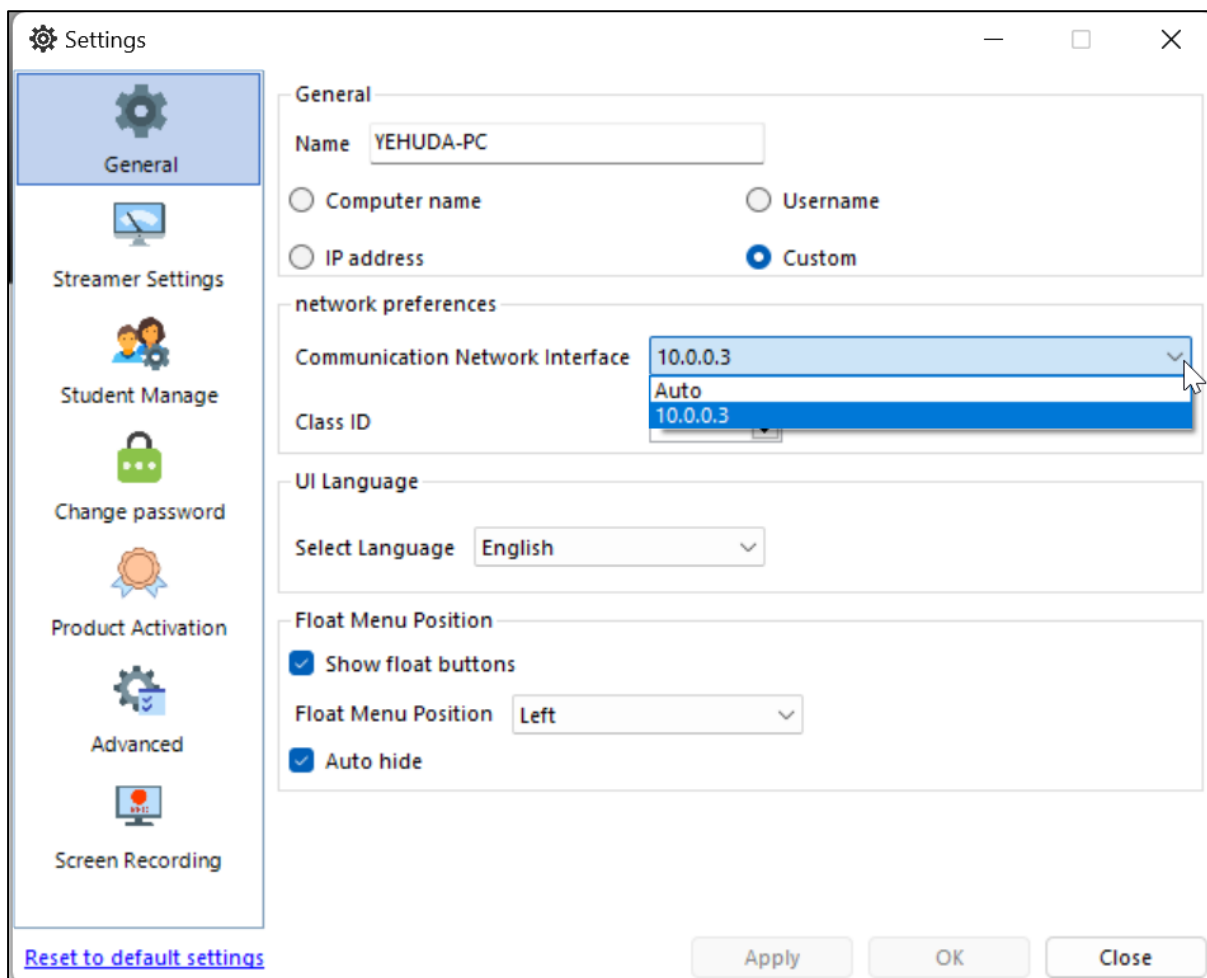 Settings
General
Streamer Settings
Student Manage
Change password
Product Activation
Advanced
Screen Recording
Reset to default settings
General
Name YEHUDA-PC
Computer name Username
IP address Custom
network preferences
Communication Network Interface 10.0.0.3
Auto
10.0.0.3
Class ID
UI Language
Select Language English
Float Menu Position
Show float buttons
Float Menu Position Left
Auto hide
Apply OK Close